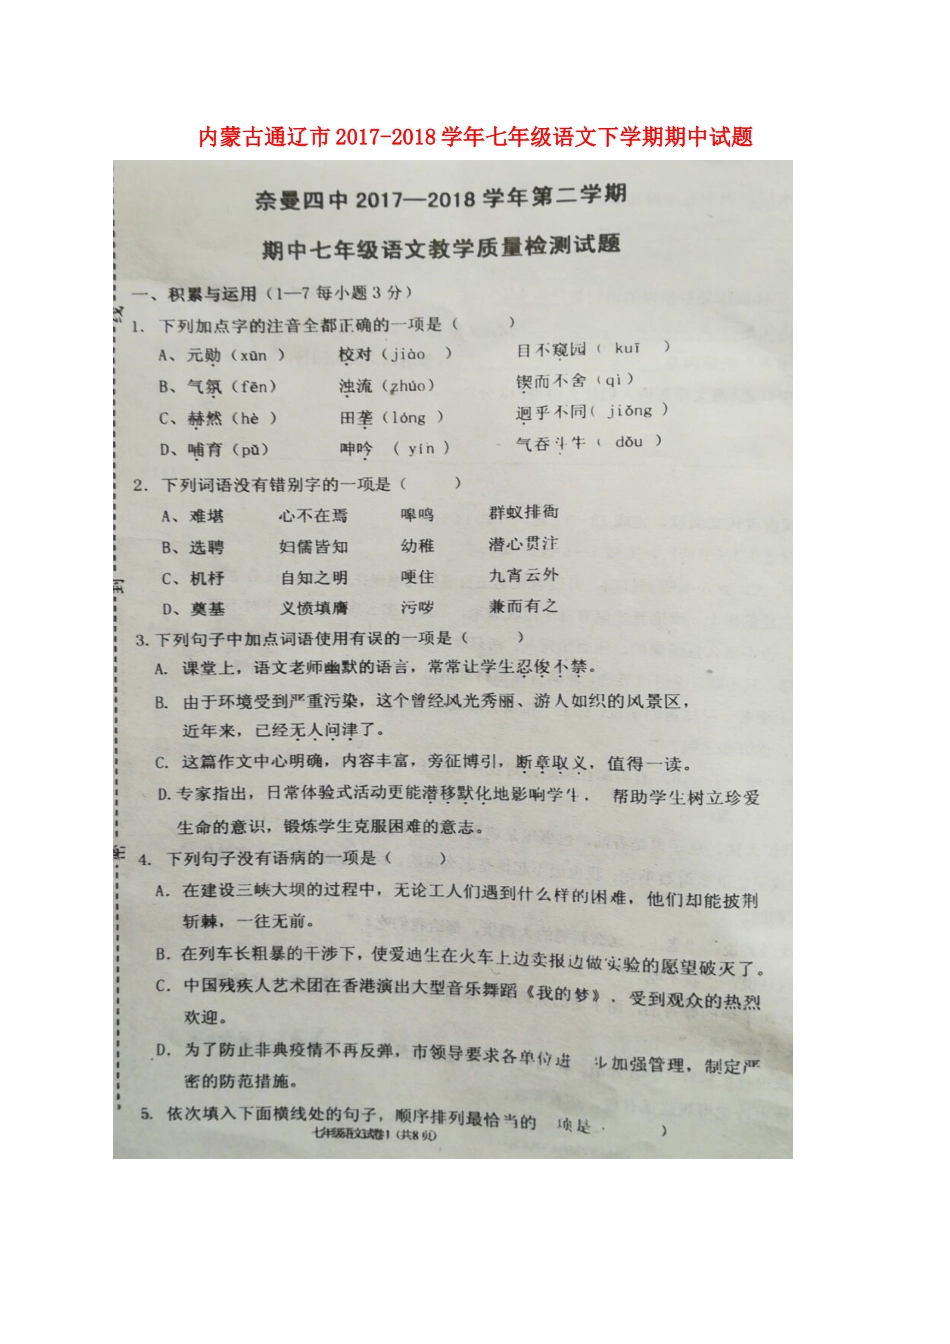 内蒙古通辽市2017-2018学年七年级语文下学期期中试题
奈曼四中2017—2018学年第二学期
期中七年级语文教学质量检测试题
一、积累与运用（1—7每小题3分）
1. 下列加点字的注音全都正确的一项是（ ）
A、元勋（xūn ） 校对（jiào ） 目不窥园（ kuī ）
B、气氛（fēn） 浊流（zhúo） 锲而不舍（qì）
C、赫然（hè ） 田垄（lóng ） 迥乎不同（ jiǒng ）
D、哺育（pǔ） 呻吟 （ yín ） 气吞斗牛（ dǒu ）
2. 下列词语没有错别字的一项是（ ）
A、难堪 心不在焉 嗥鸣 群蚁排衙
B、选聘 妇儒皆知 幼稚 潜心贯注
C、机杼 自知之明 哽住 九宵云外
D、奠基 义愤填膺 污哕 兼而有之
3. 下列句子中加点词语使用有误的一项是（ ）
A. 课堂上，语文老师幽默的语言，常常让学生忍俊不禁。
B. 由于环境受到严重污染，这个曾经风光秀丽、游人如织的风景区，
近年来，已经无人问津了。
C. 这篇作文中心明确，内容丰富，旁征博引，断章取义，值得一读。
D. 专家指出，日常体验式活动更能潜移默化地影响学生． 帮助学生树立珍爱
生命的意识，锻炼学生克服困难的意志。
4. 下列句子没有语病的一项是（ ）
A．在建设三峡大坝的过程中，无论工人们遇到什么样的困难，他们却能披荆
斩棘，一往无前。
B．在列车长粗暴的干涉下，使爱迪生在火车上边卖报边做实验的愿望破灭了。
C．中国残疾人艺术团在香港演出大型音乐舞蹈《我的梦》．受到观众的热烈
欢迎。
D．为了防止非典疫情不再反弹，市领导要求各单位进 步加强管理，制定严
密的防范措施。
5. 依次填入下面横线处的句子，顺序排列最恰当的 项是 ）
七年级语文试卷1（共8页）
线
封
密